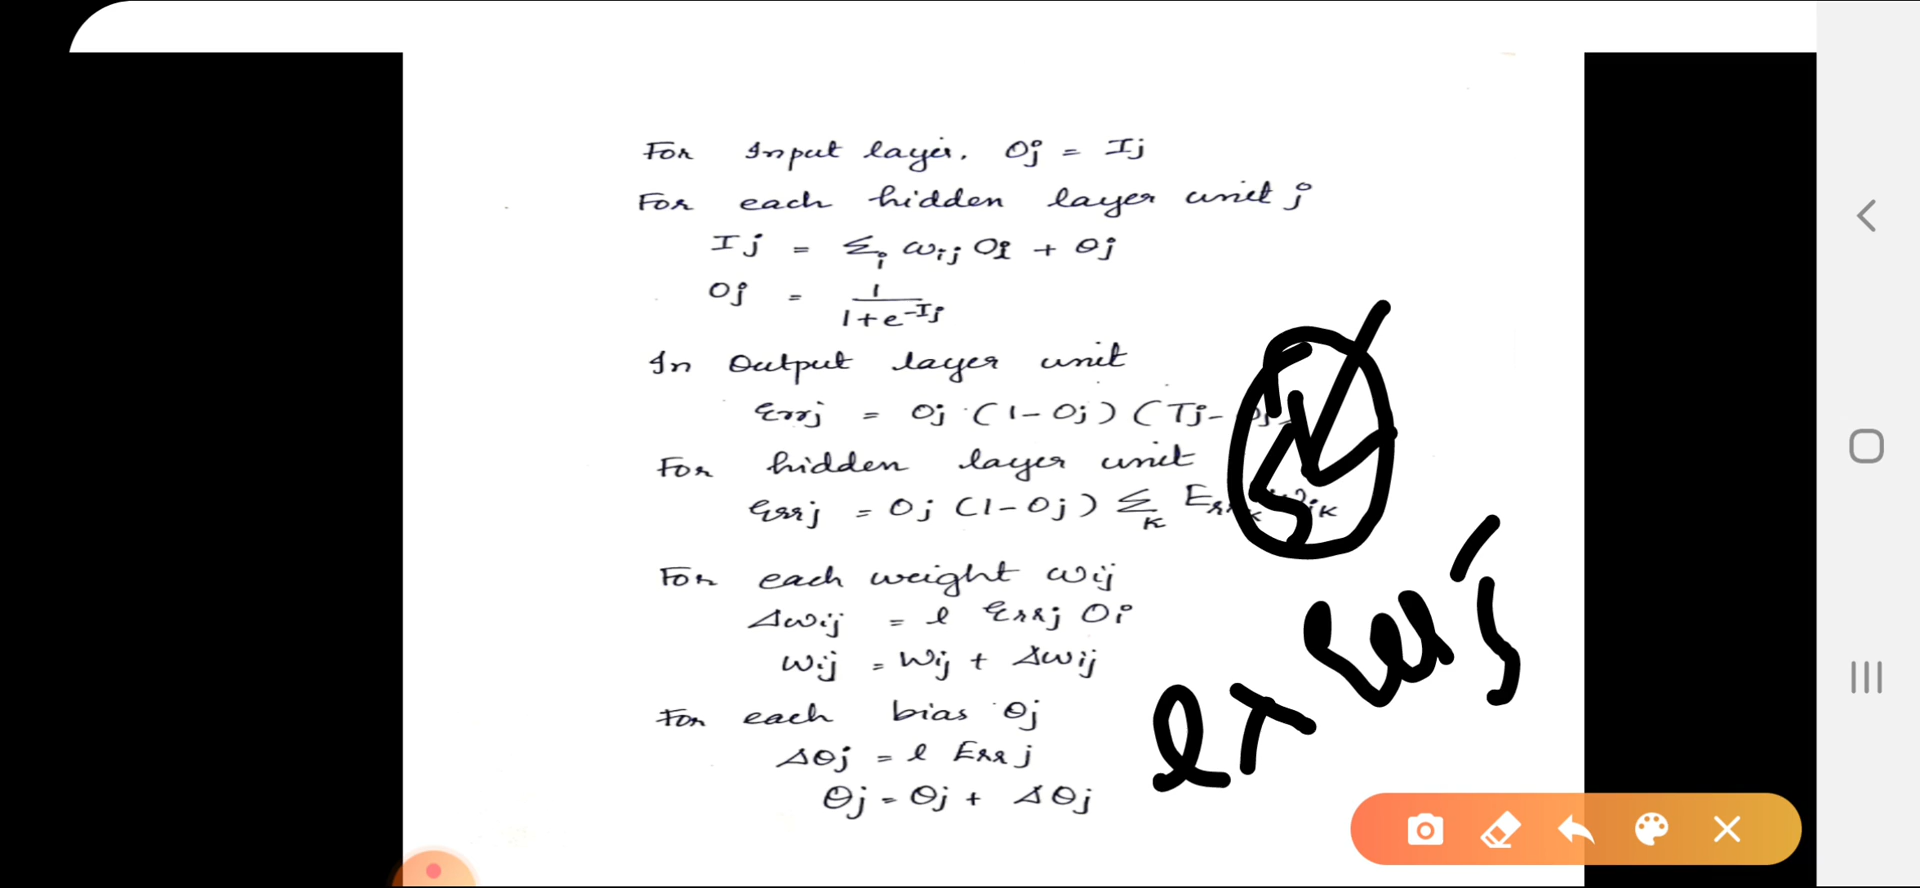 For Input layer. Oj = Ij
For each hidden layer unit j
Ij = Σi wij Oi + θj
Oj = 1 / 1+e^-Ij
In Output layer unit
Errj = Oj (1-Oj) (Tj-
For hidden layer unit
Errj = Oj (1-Oj) Σk Errk wjk
For each weight wij
Δwij = l Errj Oi
wij = wij + Δwij
For each bias θj
Δθj = l Errj
θj = θj + Δθj